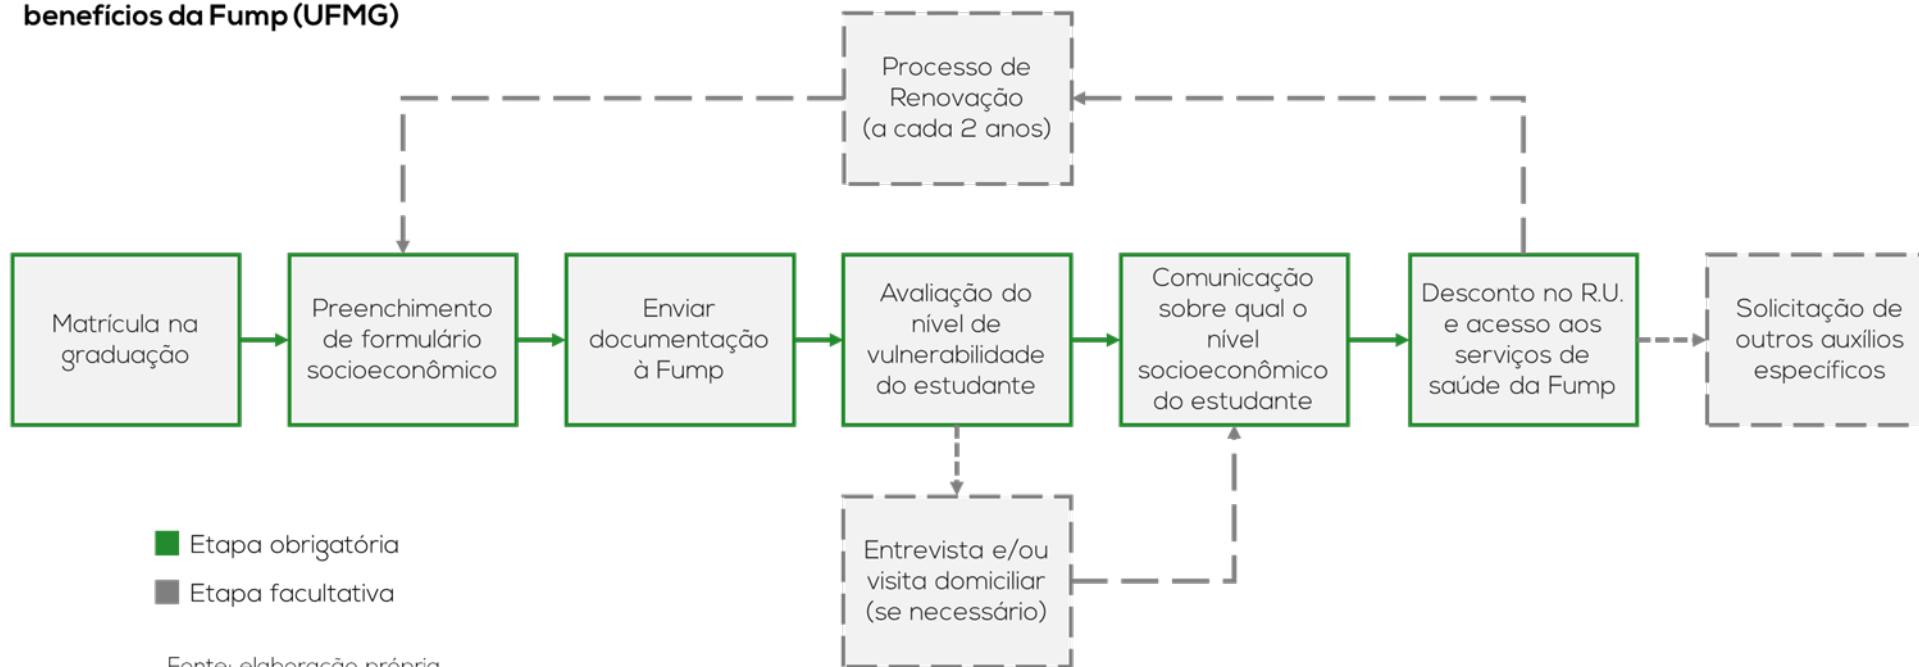 benefícios da Fump (UFMG)
Processo de
Renovação
(a cada 2 anos)
Matrícula na
graduação
Preenchimento
de formulário
socioeconômico
Enviar
documentação
à Fump
Avaliação do
nível de
vulnerabilidade
do estudante
Comunicação
sobre qual o
nível
socioeconômico
do estudante
Desconto no R.U.
e acesso aos
serviços de
saúde da Fump
Solicitação de
outros auxílios
específicos
Entrevista e/ou
visita domiciliar
(se necessário)
Etapa obrigatória
Etapa facultativa
Fonte: elaboração própria